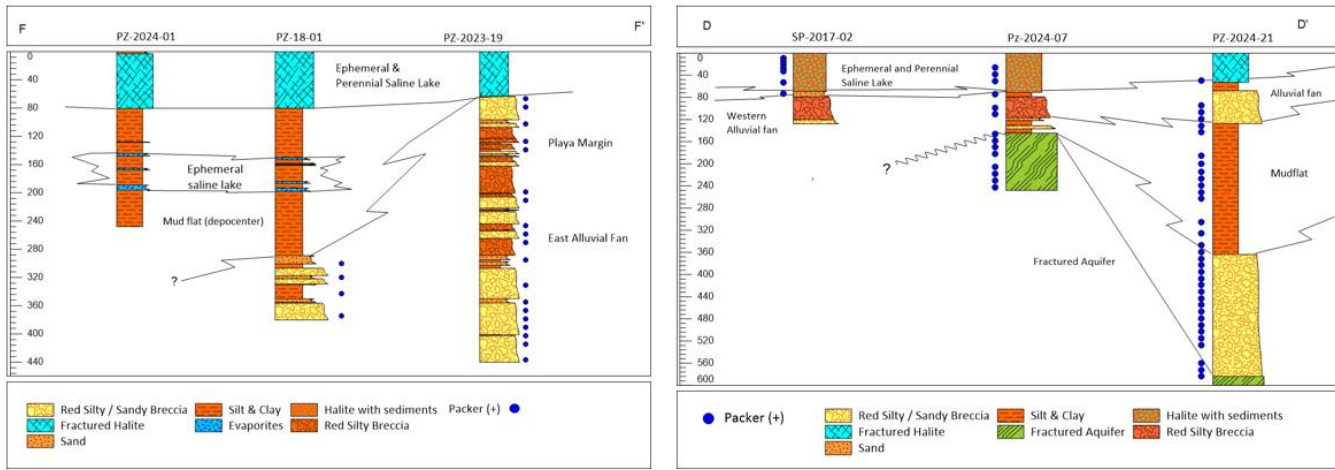 F
F'
PZ-2024-01
PZ-18-01
PZ-2023-19
0
40
80
120
160
200
240
280
320
360
400
440
Ephemeral &
Perennial Saline Lake
Playa Margin
Ephemeral
saline lake
Mud flat (depocenter)
East Alluvial Fan
?
Red Silty / Sandy Breccia
Silt & Clay
Halite with sediments
Packer (+)
Fractured Halite
Evaporites
Red Silty Breccia
Sand
D
D'
SP-2017-02
Pz-2024-07
PZ-2024-21
0
40
80
120
160
200
240
280
320
360
400
440
480
520
560
600
Ephemeral and Perennial
Saline Lake
Alluvial fan
Western
Alluvial fan
?
Mudflat
Fractured Aquifer
Packer (+)
Red Silty / Sandy Breccia
Silt & Clay
Halite with sediments
Fractured Halite
Fractured Aquifer
Red Silty Breccia
Sand